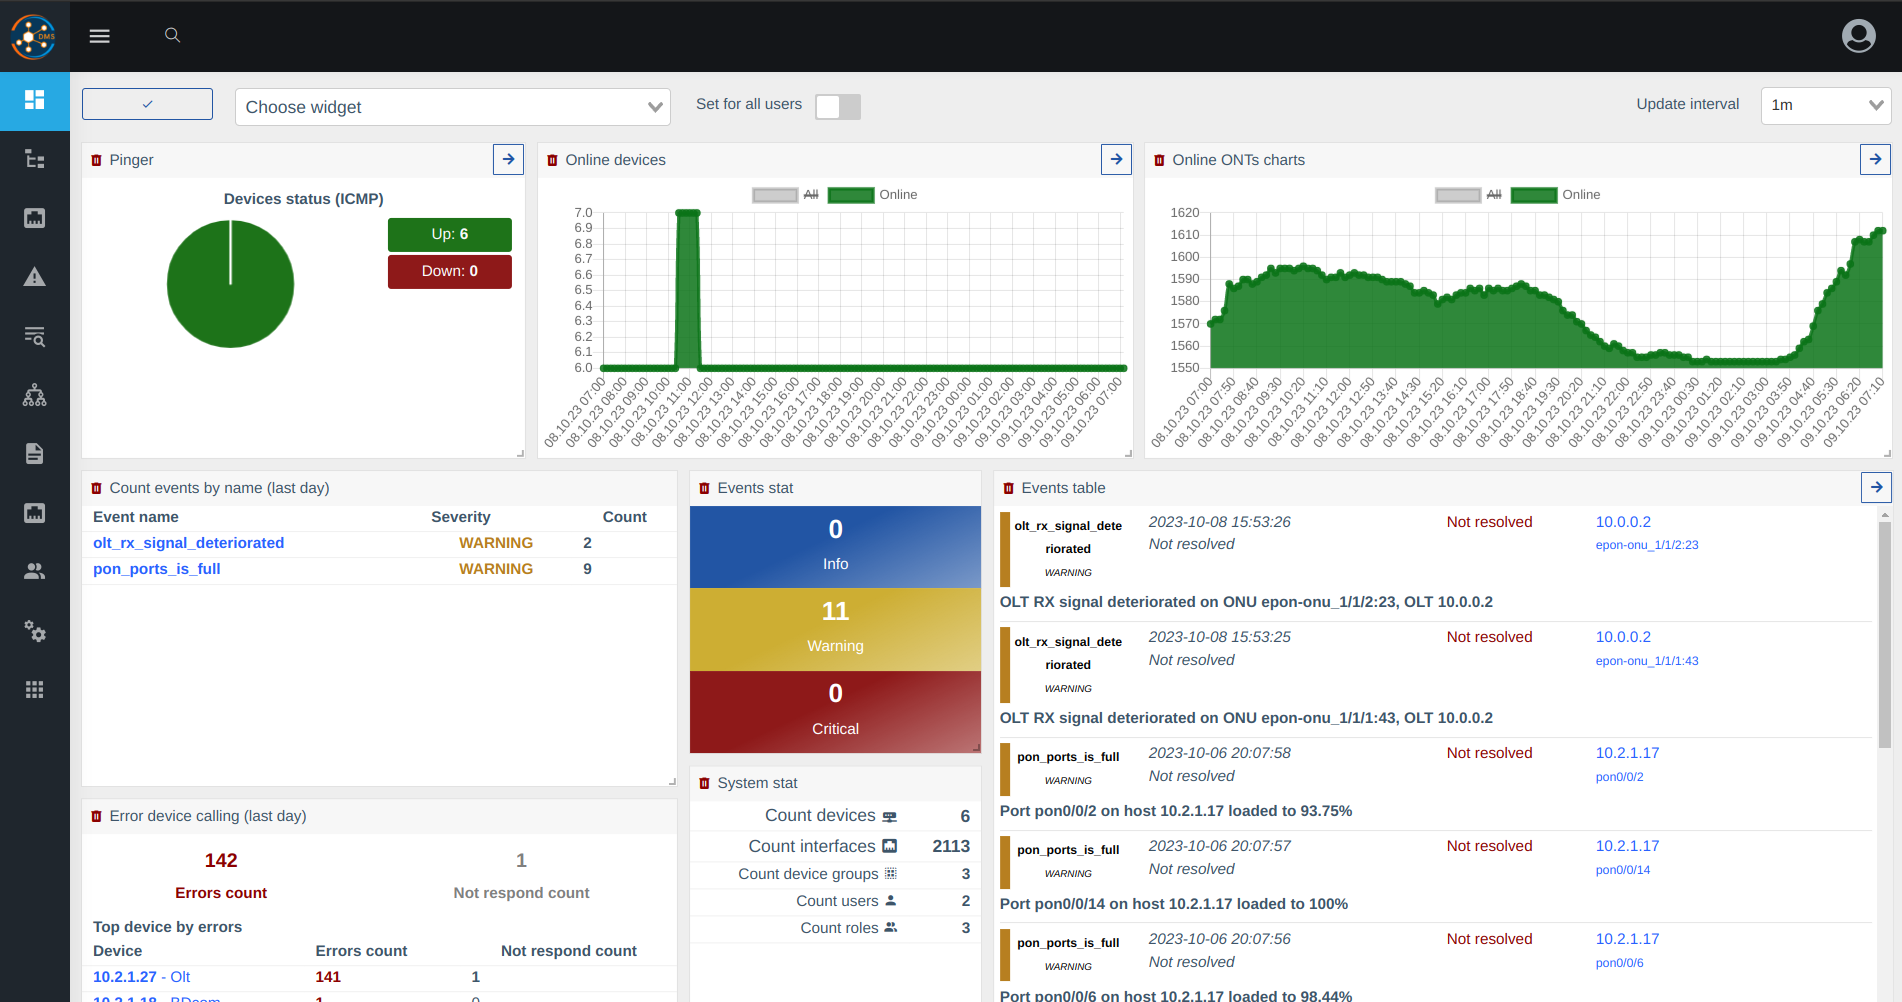 DMS
Choose widget
Set for all users
Update interval
1m
Pinger
Devices status (ICMP)
Up: 6
Down: 0
Online devices
All
Online
7.0
6.9
6.8
6.7
6.6
6.5
6.4
6.3
6.2
6.1
6.0
08.10.23 07:00
08.10.23 08:00
08.10.23 09:00
08.10.23 10:00
08.10.23 11:00
08.10.23 12:00
08.10.23 13:00
08.10.23 14:00
08.10.23 15:00
08.10.23 16:00
08.10.23 17:00
08.10.23 18:00
08.10.23 19:00
08.10.23 20:00
08.10.23 21:00
08.10.23 22:00
08.10.23 23:00
09.10.23 00:00
09.10.23 01:00
09.10.23 02:00
09.10.23 03:00
09.10.23 04:00
09.10.23 05:00
09.10.23 06:00
09.10.23 07:00
Online ONTs charts
All
Online
1620
1610
1600
1590
1580
1570
1560
1550
08.10.23 07:00
08.10.23 07:50
08.10.23 08:40
08.10.23 09:30
08.10.23 10:20
08.10.23 11:10
08.10.23 12:00
08.10.23 12:50
08.10.23 13:40
08.10.23 14:30
08.10.23 15:20
08.10.23 16:10
08.10.23 17:00
08.10.23 17:50
08.10.23 18:40
08.10.23 19:30
08.10.23 20:20
08.10.23 21:10
08.10.23 22:00
08.10.23 22:50
08.10.23 23:40
09.10.23 00:30
09.10.23 01:20
09.10.23 02:10
09.10.23 03:00
09.10.23 03:50
09.10.23 04:40
09.10.23 05:30
09.10.23 06:20
09.10.23 07:10
Count events by name (last day)
Event name Severity Count
olt_rx_signal_deteriorated WARNING 2
pon_ports_is_full WARNING 9
Error device calling (last day)
142 1
Errors count Not respond count
Top device by errors
Device Errors count Not respond count
10.2.1.27 - Olt 141 1
10.2.1.18 - BDcom 1 0
Events stat
0
Info
11
Warning
0
Critical
System stat
Count devices 6
Count interfaces 2113
Count device groups 3
Count users 2
Count roles 3
Events table
olt_rx_signal_dete 2023-10-08 15:53:26 Not resolved 10.0.0.2
riorated Not resolved epon-onu_1/1/2:23
WARNING
OLT RX signal deteriorated on ONU epon-onu_1/1/2:23, OLT 10.0.0.2
olt_rx_signal_dete 2023-10-08 15:53:25 Not resolved 10.0.0.2
riorated Not resolved epon-onu_1/1/1:43
WARNING
OLT RX signal deteriorated on ONU epon-onu_1/1/1:43, OLT 10.0.0.2
pon_ports_is_full 2023-10-06 20:07:58 Not resolved 10.2.1.17
WARNING Not resolved pon0/0/2
Port pon0/0/2 on host 10.2.1.17 loaded to 93.75%
pon_ports_is_full 2023-10-06 20:07:57 Not resolved 10.2.1.17
WARNING Not resolved pon0/0/14
Port pon0/0/14 on host 10.2.1.17 loaded to 100%
pon_ports_is_full 2023-10-06 20:07:56 Not resolved 10.2.1.17
WARNING Not resolved pon0/0/6
Port pon0/0/6 on host 10.2.1.17 loaded to 98.44%